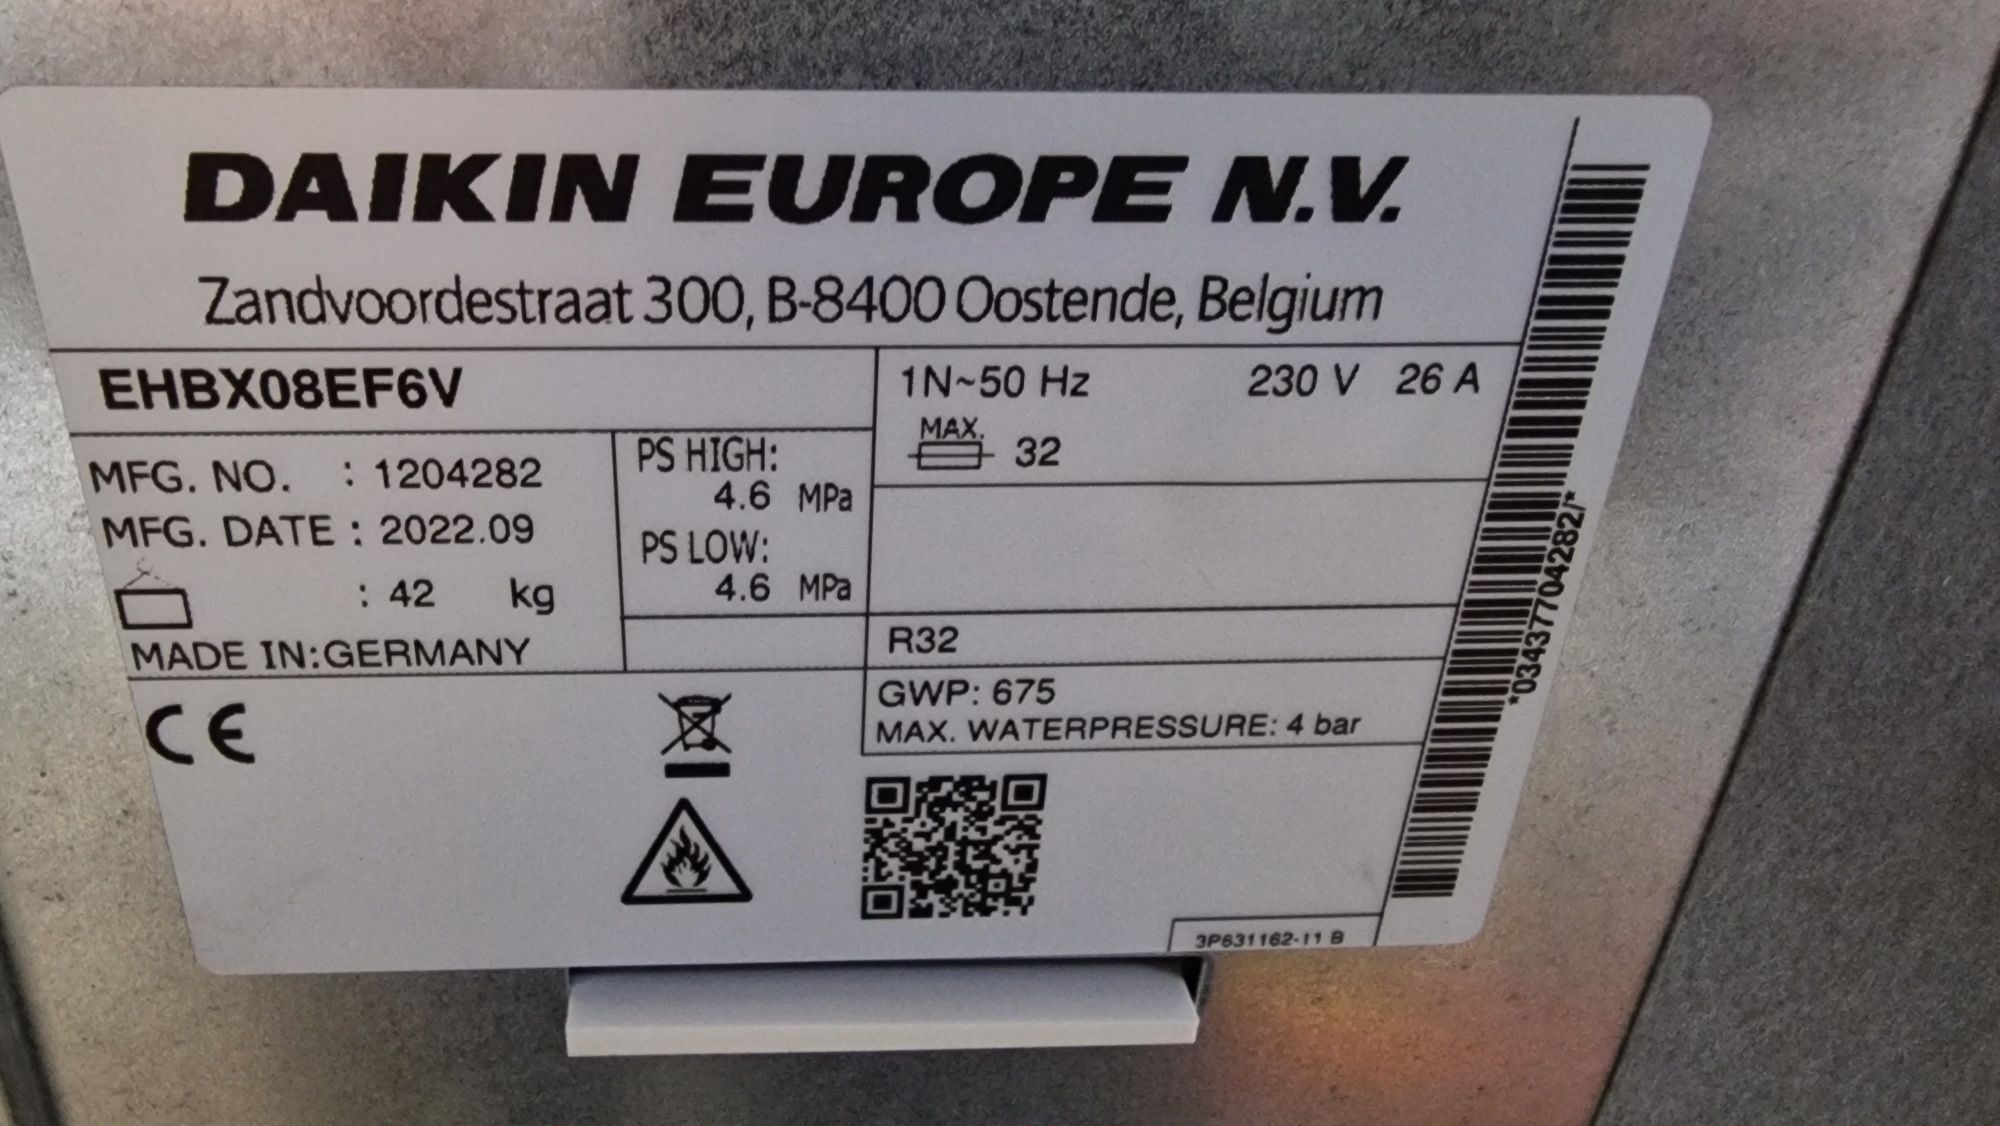 DAIKIN EUROPE N.V.
Zandvoordestraat 300, B-8400 Oostende, Belgium
EHBX08EF6V
1N~50 Hz 230 V 26 A
MAX. 32
MFG. NO. : 1204282
MFG. DATE : 2022.09
: 42 kg
MADE IN:GERMANY
PS HIGH:
4.6 MPa
PS LOW:
4.6 MPa
R32
GWP: 675
MAX. WATERPRESSURE: 4 bar
CE
3P631162-11 B
*03437704282/*